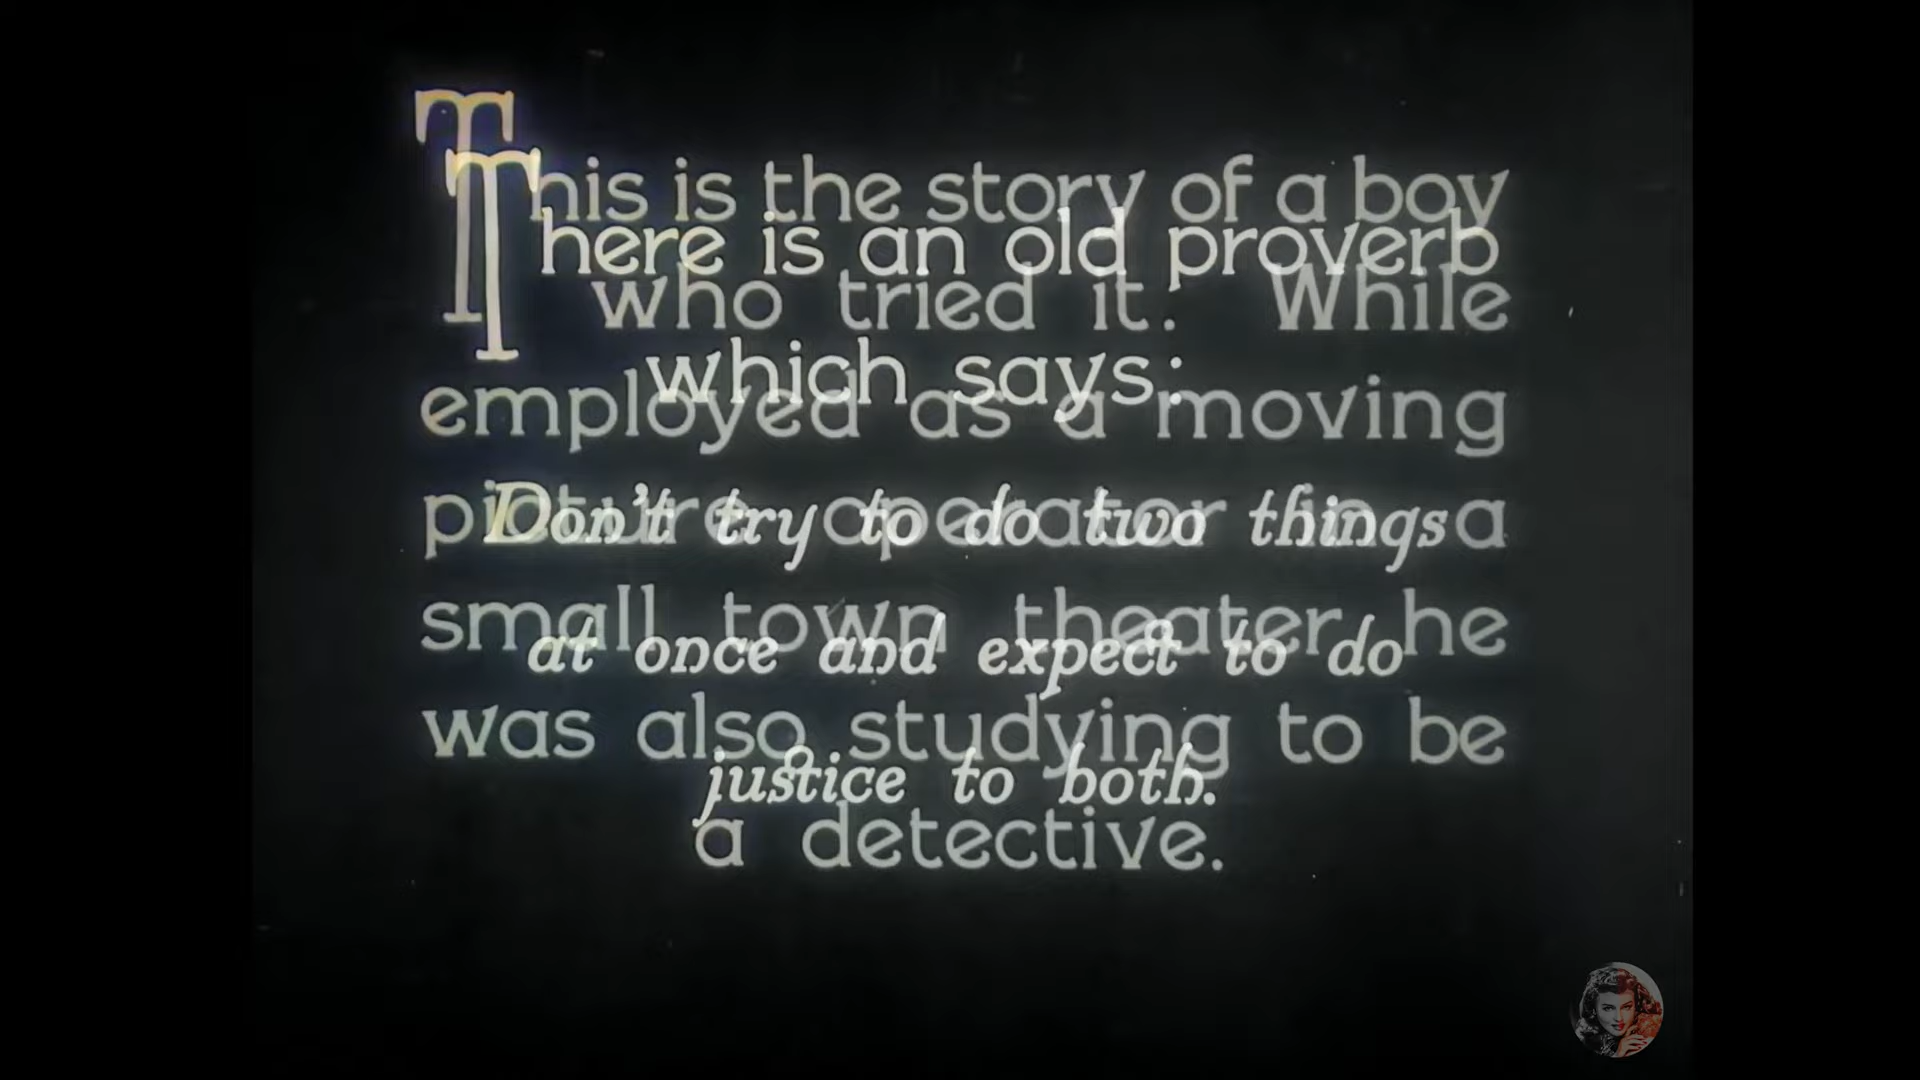 There is an old proverb
which says:
Don't try to do two things
at once and expect to do
justice to both.
This is the story of a boy
who tried it. While
employed as a moving
picture operator in a
small town theater he
was also studying to be
a detective.